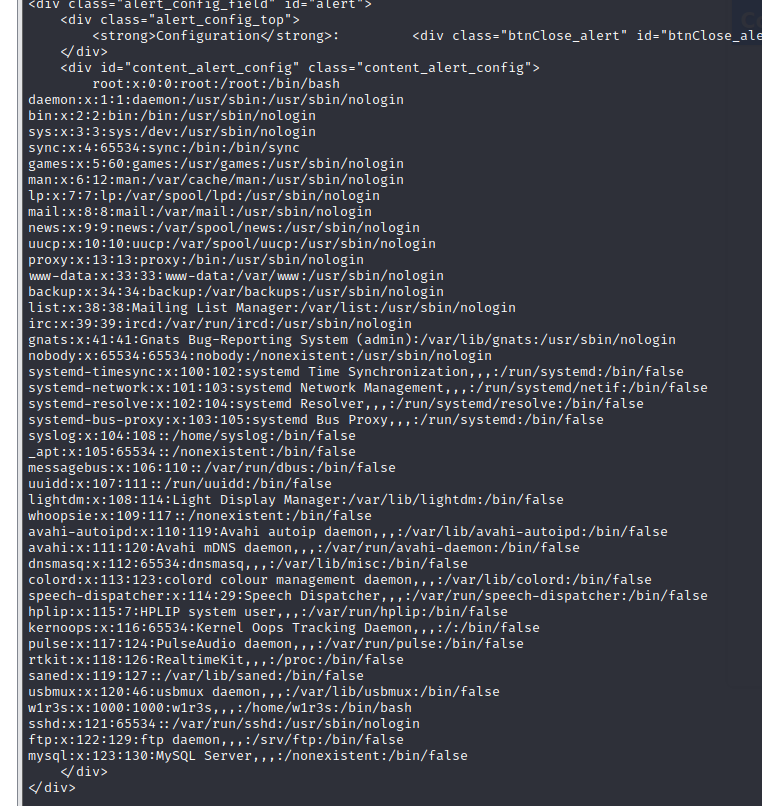 <div class="alert_config_field" id="alert">
<div class="alert_config_top">
<strong>Configuration</strong>: <div class="btnClose_alert" id="btnClose_ale
</div>
<div id="content_alert_config" class="content_alert_config">
root:x:0:0:root:/root:/bin/bash
daemon:x:1:1:daemon:/usr/sbin:/usr/sbin/nologin
bin:x:2:2:bin:/bin:/usr/sbin/nologin
sys:x:3:3:sys:/dev:/usr/sbin/nologin
sync:x:4:65534:sync:/bin:/bin/sync
games:x:5:60:games:/usr/games:/usr/sbin/nologin
man:x:6:12:man:/var/cache/man:/usr/sbin/nologin
lp:x:7:7:lp:/var/spool/lpd:/usr/sbin/nologin
mail:x:8:8:mail:/var/mail:/usr/sbin/nologin
news:x:9:9:news:/var/spool/news:/usr/sbin/nologin
uucp:x:10:10:uucp:/var/spool/uucp:/usr/sbin/nologin
proxy:x:13:13:proxy:/bin:/usr/sbin/nologin
www-data:x:33:33:www-data:/var/www:/usr/sbin/nologin
backup:x:34:34:backup:/var/backups:/usr/sbin/nologin
list:x:38:38:Mailing List Manager:/var/list:/usr/sbin/nologin
irc:x:39:39:ircd:/var/run/ircd:/usr/sbin/nologin
gnats:x:41:41:Gnats Bug-Reporting System (admin):/var/lib/gnats:/usr/sbin/nologin
nobody:x:65534:65534:nobody:/nonexistent:/usr/sbin/nologin
systemd-timesync:x:100:102:systemd Time Synchronization,,,:/run/systemd:/bin/false
systemd-network:x:101:103:systemd Network Management,,,:/run/systemd/netif:/bin/false
systemd-resolve:x:102:104:systemd Resolver,,,:/run/systemd/resolve:/bin/false
systemd-bus-proxy:x:103:105:systemd Bus Proxy,,,:/run/systemd:/bin/false
syslog:x:104:108::/home/syslog:/bin/false
_apt:x:105:65534::/nonexistent:/bin/false
messagebus:x:106:110::/var/run/dbus:/bin/false
uuidd:x:107:111::/run/uuidd:/bin/false
lightdm:x:108:114:Light Display Manager:/var/lib/lightdm:/bin/false
whoopsie:x:109:117::/nonexistent:/bin/false
avahi-autoipd:x:110:119:Avahi autoip daemon,,,:/var/lib/avahi-autoipd:/bin/false
avahi:x:111:120:Avahi mDNS daemon,,,:/var/run/avahi-daemon:/bin/false
dnsmasq:x:112:65534:dnsmasq,,,:/var/lib/misc:/bin/false
colord:x:113:123:colord colour management daemon,,,:/var/lib/colord:/bin/false
speech-dispatcher:x:114:29:Speech Dispatcher,,,:/var/run/speech-dispatcher:/bin/false
hplip:x:115:7:HPLIP system user,,,:/var/run/hplip:/bin/false
kernoops:x:116:65534:Kernel Oops Tracking Daemon,,,:/:/bin/false
pulse:x:117:124:PulseAudio daemon,,,:/var/run/pulse:/bin/false
rtkit:x:118:126:RealtimeKit,,,:/proc:/bin/false
saned:x:119:127::/var/lib/saned:/bin/false
usbmux:x:120:46:usbmux daemon,,,:/var/lib/usbmux:/bin/false
w1r3s:x:1000:1000:w1r3s,,,:/home/w1r3s:/bin/bash
sshd:x:121:65534::/var/run/sshd:/usr/sbin/nologin
ftp:x:122:129:ftp daemon,,,:/srv/ftp:/bin/false
mysql:x:123:130:MySQL Server,,,:/nonexistent:/bin/false
</div>
</div>